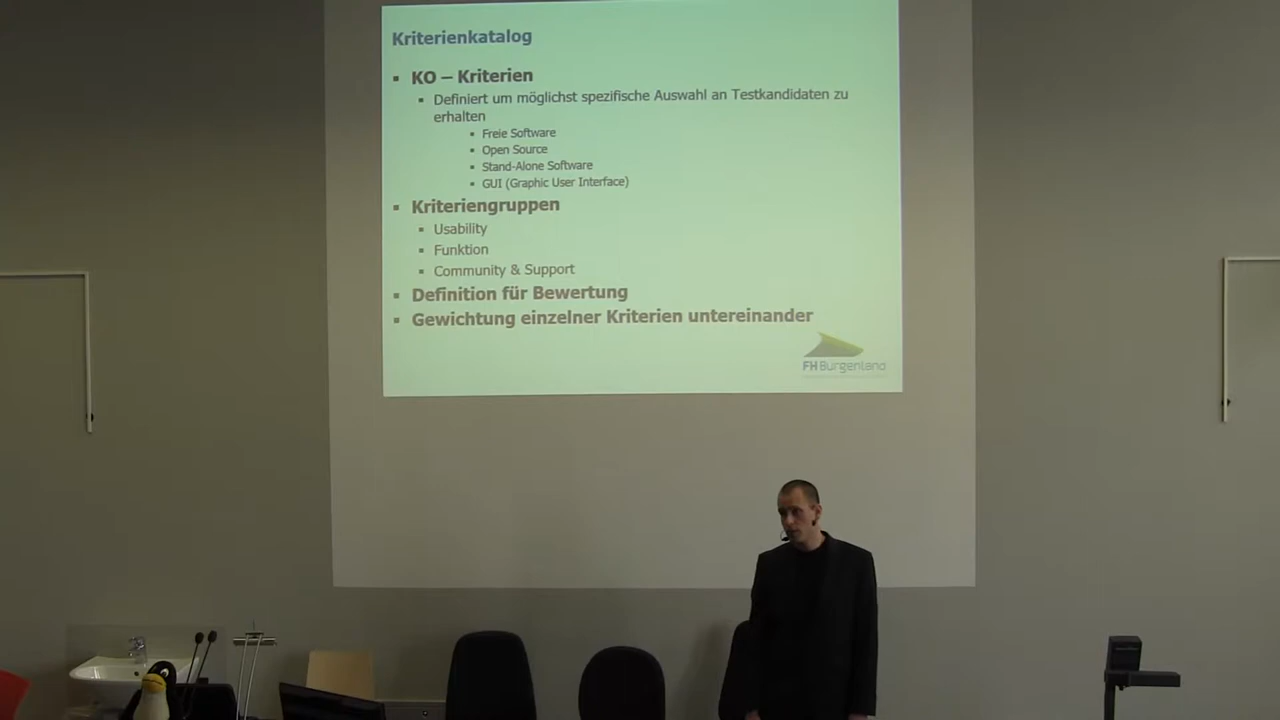 Kriterienkatalog
▪ KO – Kriterien
▪ Definiert um möglichst spezifische Auswahl an Testkandidaten zu
erhalten
▪ Freie Software
▪ Open Source
▪ Stand-Alone Software
▪ GUI (Graphic User Interface)
▪ Kriteriengruppen
▪ Usability
▪ Funktion
▪ Community & Support
▪ Definition für Bewertung
▪ Gewichtung einzelner Kriterien untereinander
FH Burgenland